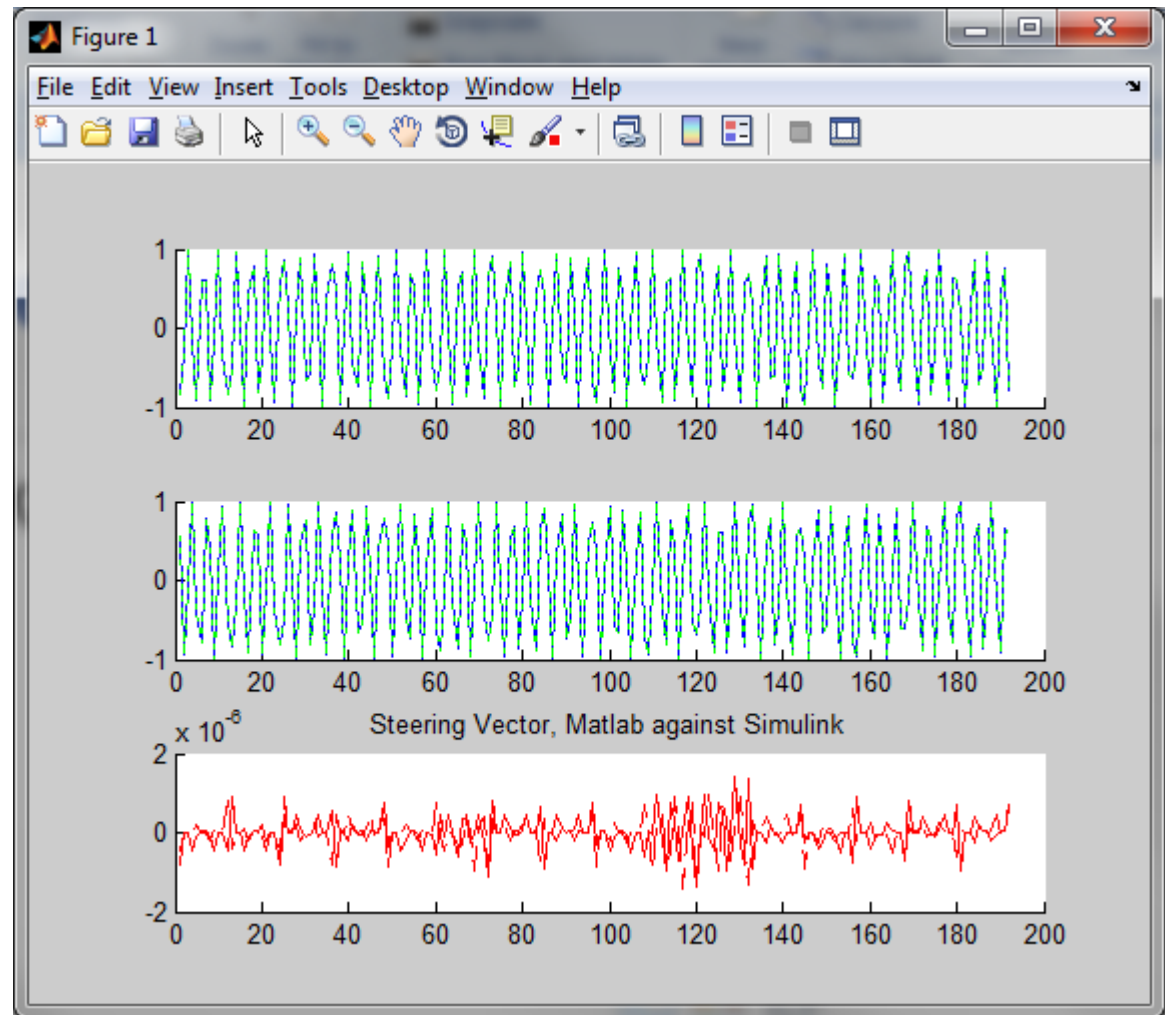 Figure 1
File Edit View Insert Tools Desktop Window Help
1
0
-1
0 20 40 60 80 100 120 140 160 180 200
1
0
-1
0 20 40 60 80 100 120 140 160 180 200
x 10^-6 Steering Vector, Matlab against Simulink
2
0
-2
0 20 40 60 80 100 120 140 160 180 200